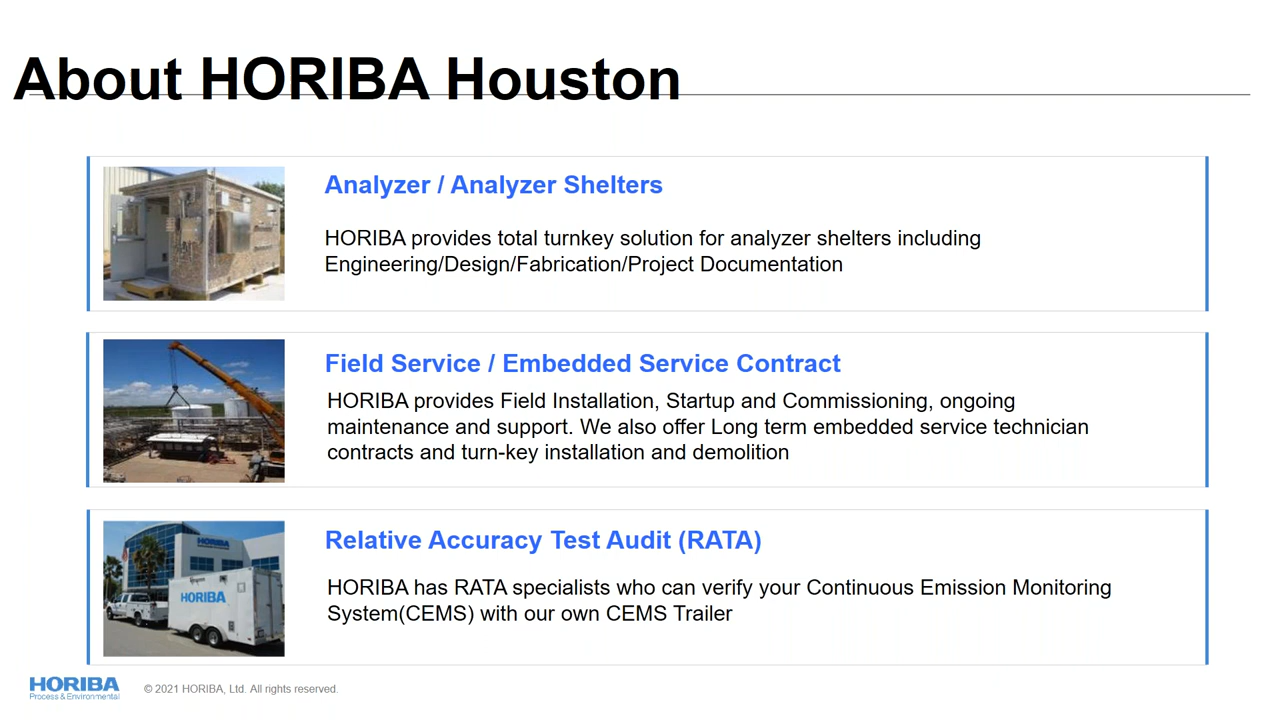 About HORIBA Houston
Analyzer / Analyzer Shelters
HORIBA provides total turnkey solution for analyzer shelters including
Engineering/Design/Fabrication/Project Documentation
Field Service / Embedded Service Contract
HORIBA provides Field Installation, Startup and Commissioning, ongoing
maintenance and support. We also offer Long term embedded service technician
contracts and turn-key installation and demolition
HORIBA
HORIBA
Relative Accuracy Test Audit (RATA)
HORIBA has RATA specialists who can verify your Continuous Emission Monitoring
System(CEMS) with our own CEMS Trailer
HORIBA
Process & Environmental
© 2021 HORIBA, Ltd. All rights reserved.